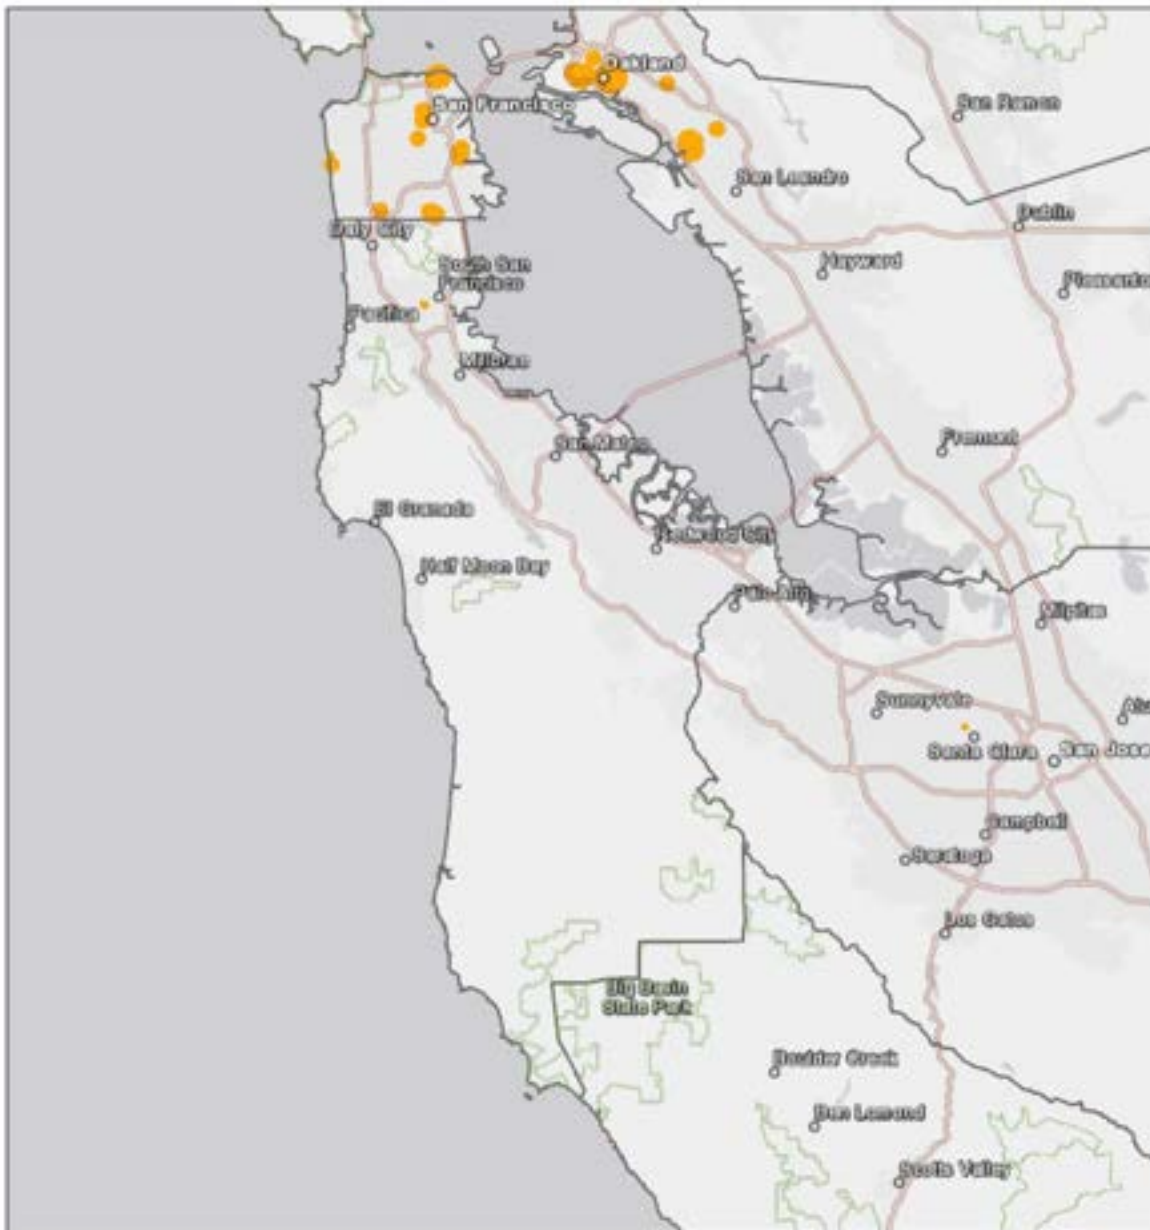 Oakland
San Francisco
San Ramon
San Leandro
Dublin
Daly City
Hayward
South San
Francisco
Pleasanto
Pacifica
Millbrae
San Mateo
Fremont
El Granada
Redwood City
Half Moon Bay
Palo Alto
Milpitas
Sunnyvale
Santa Clara
San Jose
Campbell
Saratoga
Los Gatos
Big Basin
State Park
Boulder Creek
Ben Lomond
Scotts Valley